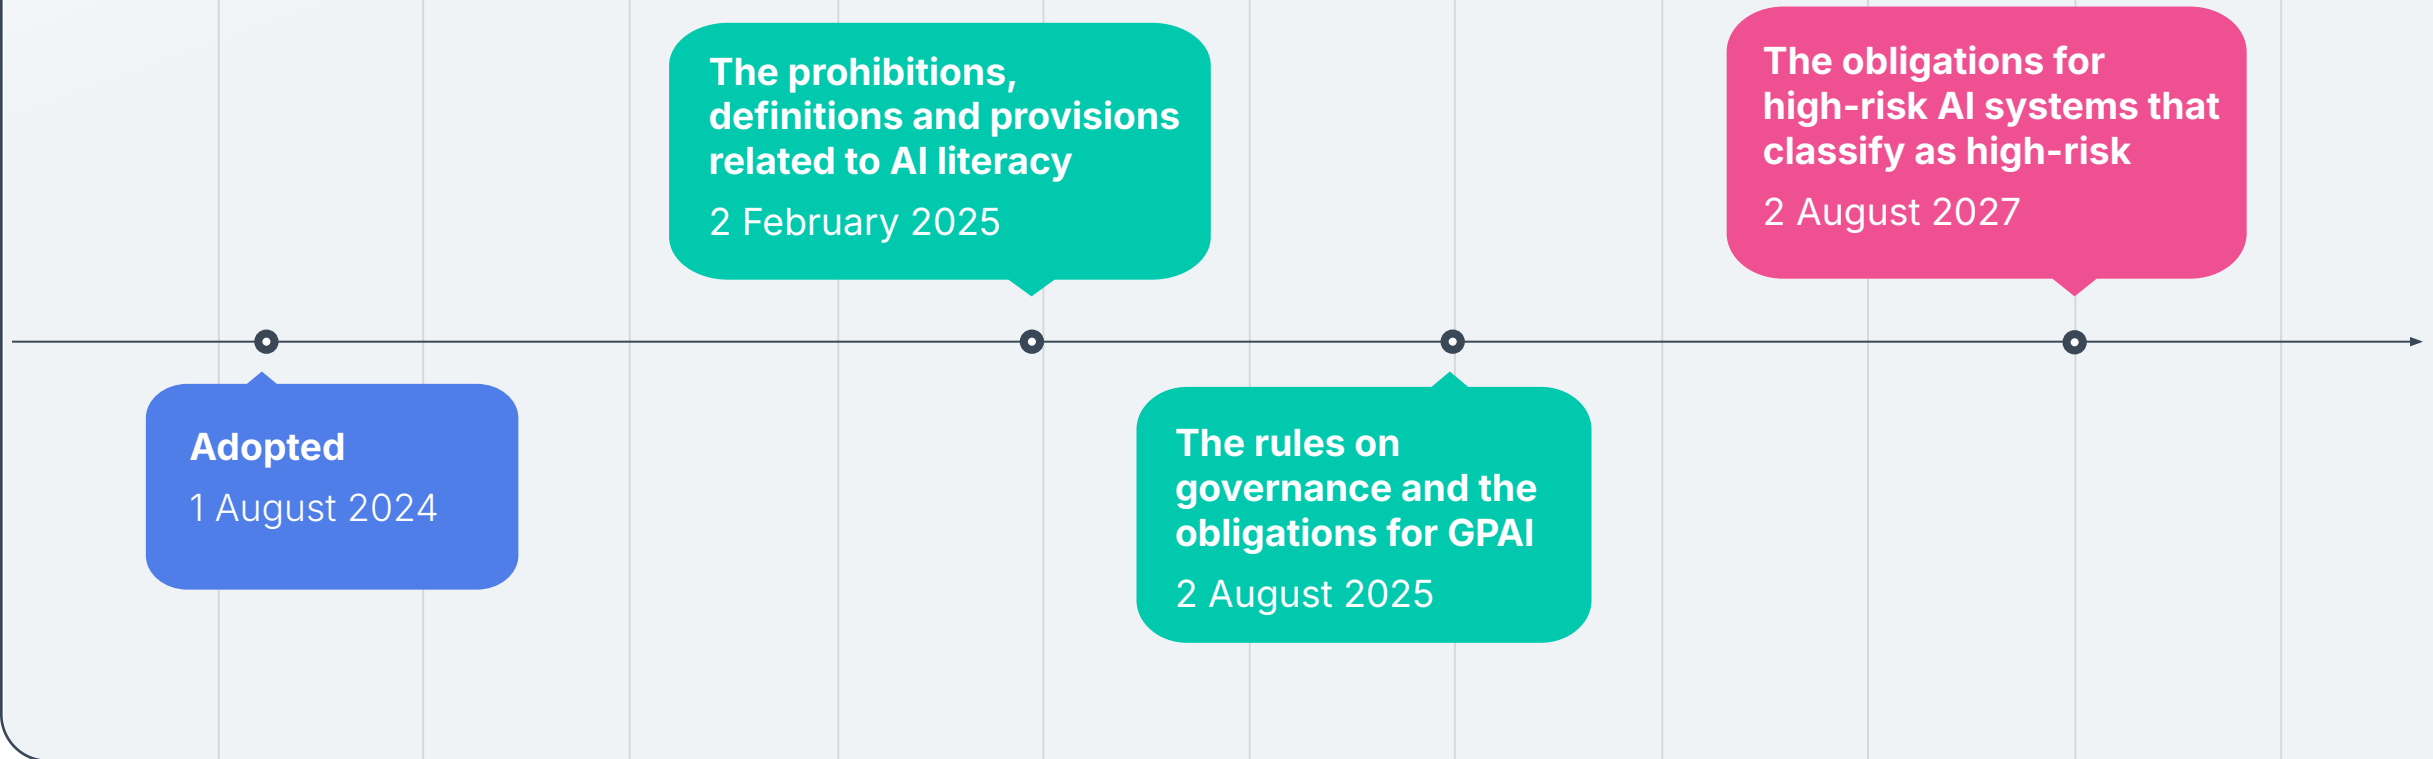 The prohibitions,
definitions and provisions
related to AI literacy
2 February 2025
The obligations for
high-risk AI systems that
classify as high-risk
2 August 2027
Adopted
1 August 2024
The rules on
governance and the
obligations for GPAI
2 August 2025